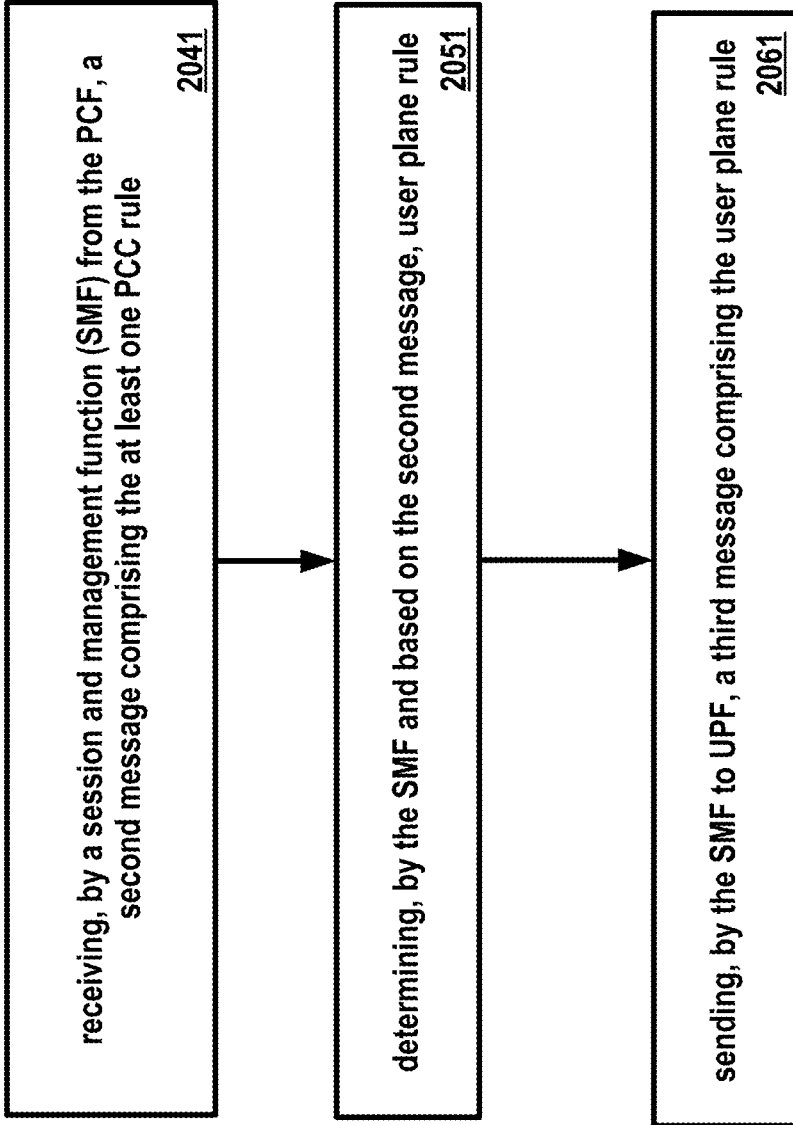 receiving, by a session and management function (SMF) from the PCF, a
second message comprising the at least one PCC rule
2041
determining, by the SMF and based on the second message, user plane rule
2051
sending, by the SMF to UPF, a third message comprising the user plane rule
2061